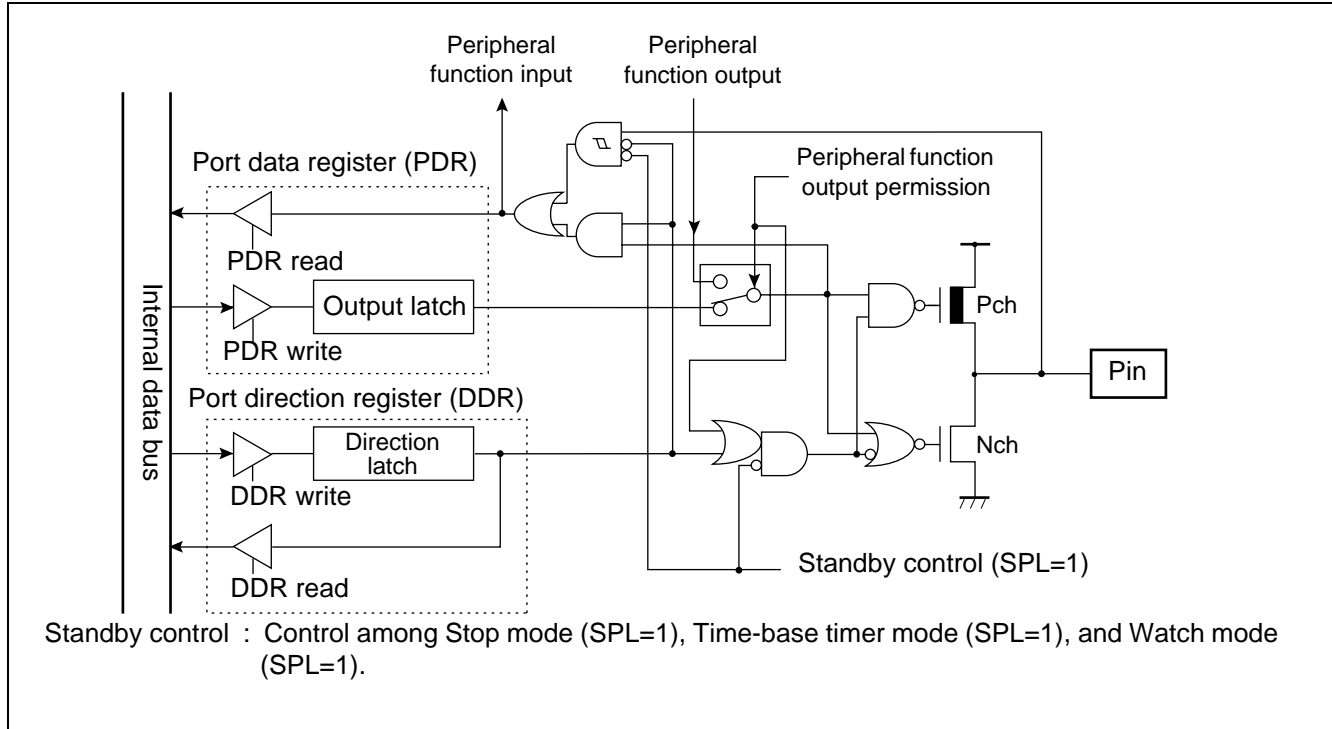 Peripheral
function input
Peripheral
function output
Port data register (PDR)
Peripheral function
output permission
PDR read
Output latch
PDR write
Pch
Internal data bus
Pin
Port direction register (DDR)
Direction
latch
Nch
DDR write
Standby control (SPL=1)
DDR read
Standby control : Control among Stop mode (SPL=1), Time-base timer mode (SPL=1), and Watch mode
(SPL=1).